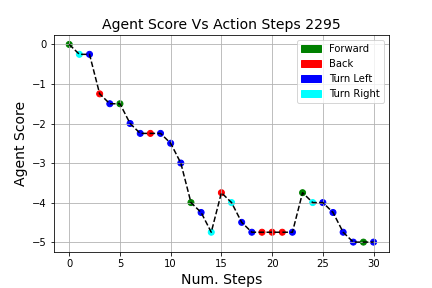 Agent Score Vs Action Steps 2295
Forward
Back
Turn Left
Turn Right
Agent Score
0
−1
−2
−3
−4
−5
0 5 10 15 20 25 30
Num. Steps